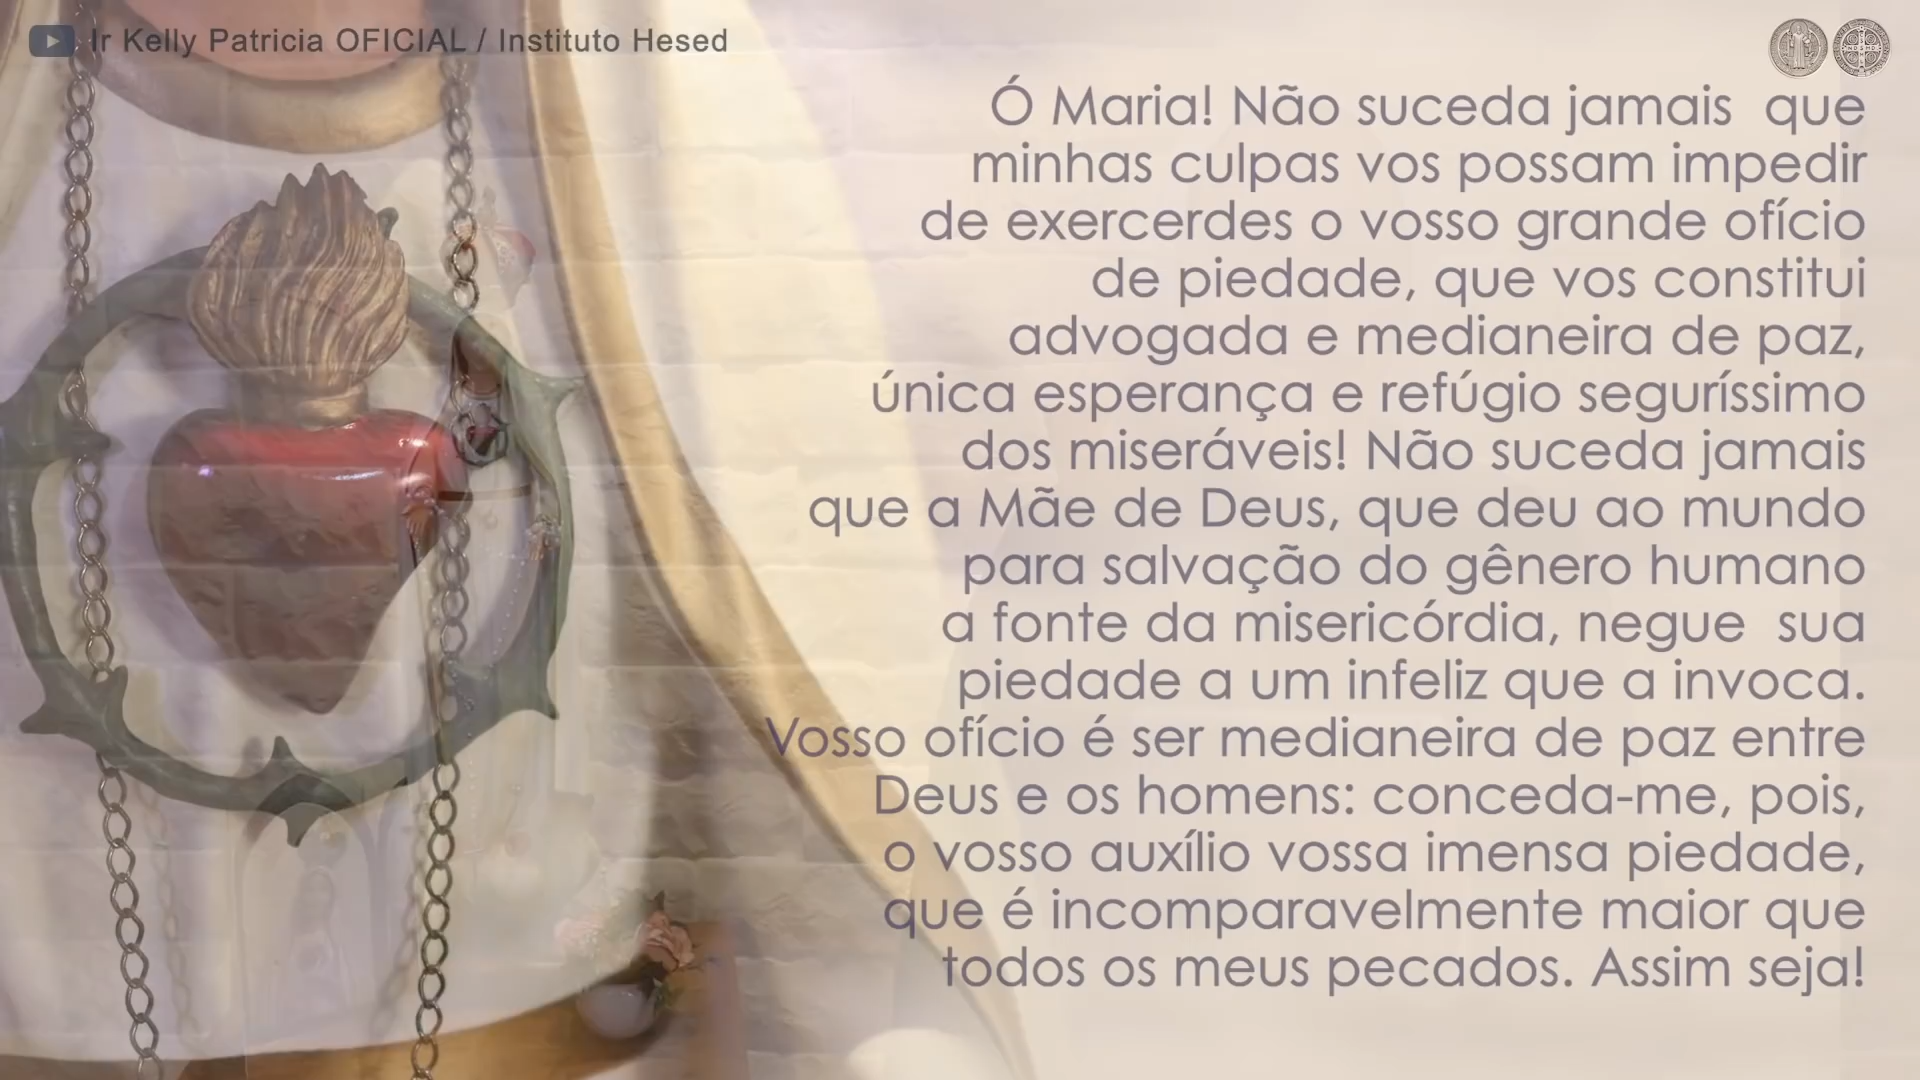 Ir Kelly Patricia OFICIAL / Instituto Hesed
Ó Maria! Não suceda jamais que
minhas culpas vos possam impedir
de exercerdes o vosso grande ofício
de piedade, que vos constitui
advogada e medianeira de paz,
única esperança e refúgio seguríssimo
dos miseráveis! Não suceda jamais
que a Mãe de Deus, que deu ao mundo
para salvação do gênero humano
a fonte da misericórdia, negue sua
piedade a um infeliz que a invoca.
Vosso ofício é ser medianeira de paz entre
Deus e os homens: conceda-me, pois,
o vosso auxílio vossa imensa piedade,
que é incomparavelmente maior que
todos os meus pecados. Assim seja!